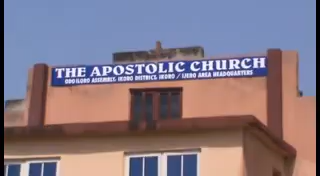 THE APOSTOLIC CHURCH
ODO ILORO ASSEMBLY, IKORO DISTRICT, IKORO / IJERO AREA HEADQUARTERS